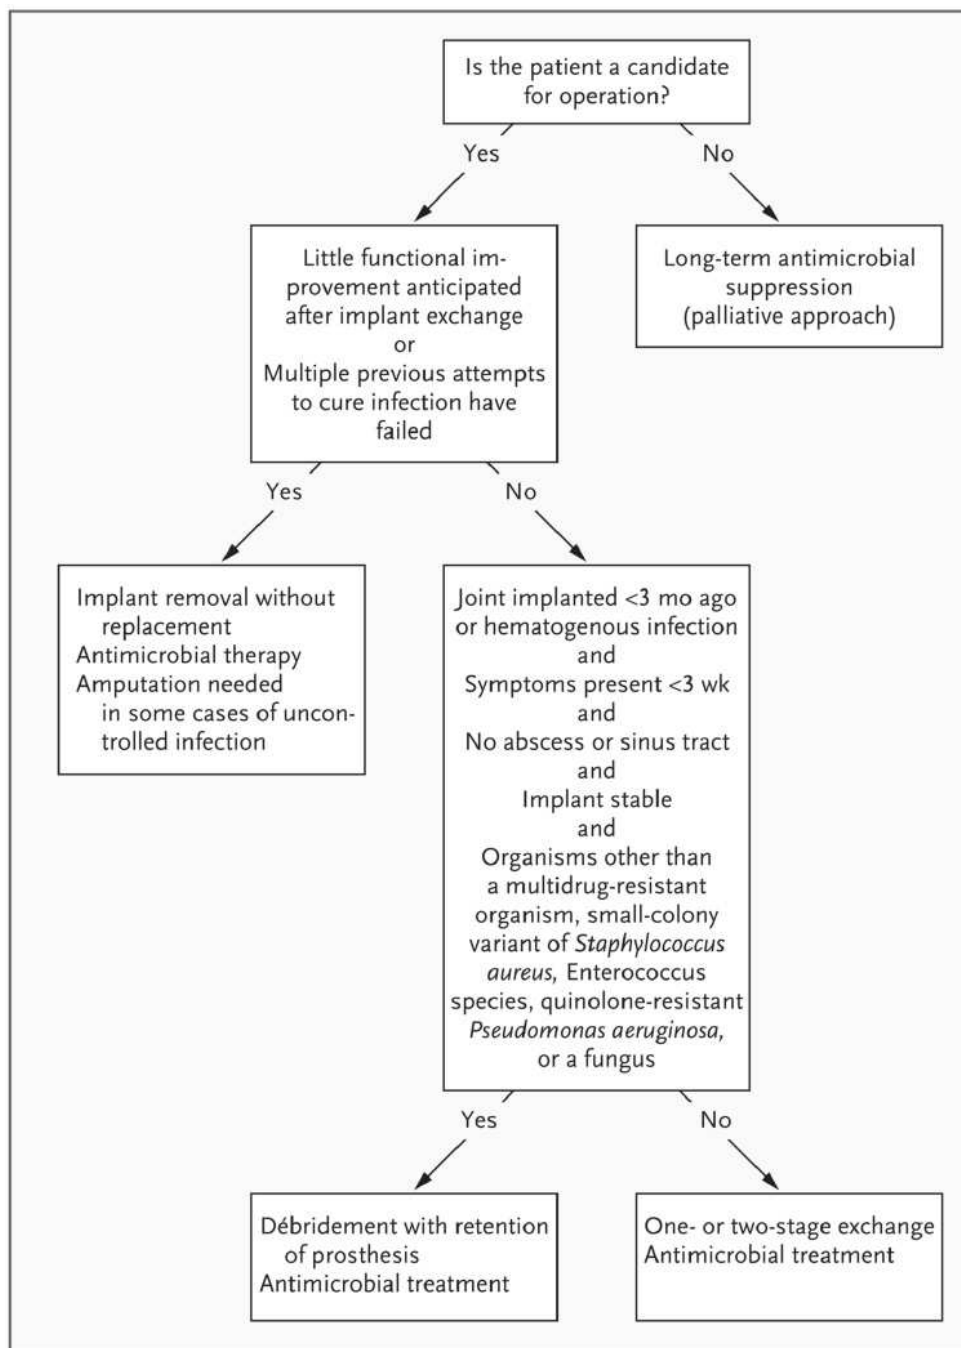 Is the patient a candidate
for operation?
Yes
No
Little functional im-
provement anticipated
after implant exchange
or
Multiple previous attempts
to cure infection have
failed
Long-term antimicrobial
suppression
(palliative approach)
Yes
No
Implant removal without
replacement
Antimicrobial therapy
Amputation needed
in some cases of uncon-
trolled infection
Joint implanted <3 mo ago
or hematogenous infection
and
Symptoms present <3 wk
and
No abscess or sinus tract
and
Implant stable
and
Organisms other than
a multidrug-resistant
organism, small-colony
variant of Staphylococcus
aureus, Enterococcus
species, quinolone-resistant
Pseudomonas aeruginosa,
or a fungus
Yes
No
Débridement with retention
of prosthesis
Antimicrobial treatment
One- or two-stage exchange
Antimicrobial treatment